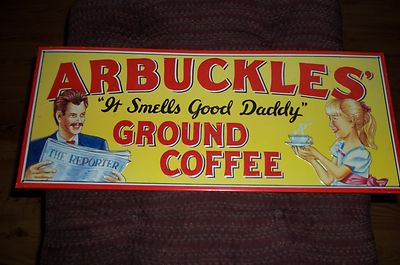 ARBUCKLES'
"It Smells Good Daddy"
GROUND
COFFEE
THE REPORTER